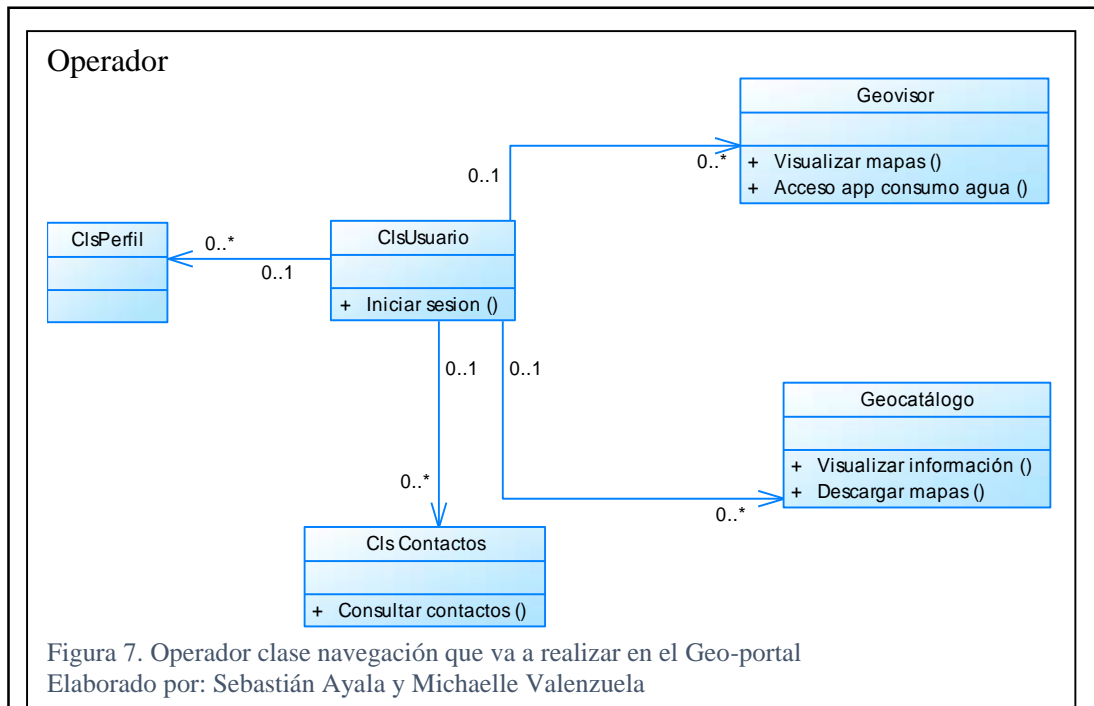 Operador
Geovisor
+ Visualizar mapas ()
+ Acceso app consumo agua ()
0..*
0..1
ClsPerfil
0..*
0..1
ClsUsuario
+ Iniciar sesion ()
0..1
0..1
Geocatálogo
+ Visualizar información ()
+ Descargar mapas ()
0..*
0..*
Cls Contactos
+ Consultar contactos ()
Figura 7. Operador clase navegación que va a realizar en el Geo-portal
Elaborado por: Sebastián Ayala y Michaelle Valenzuela